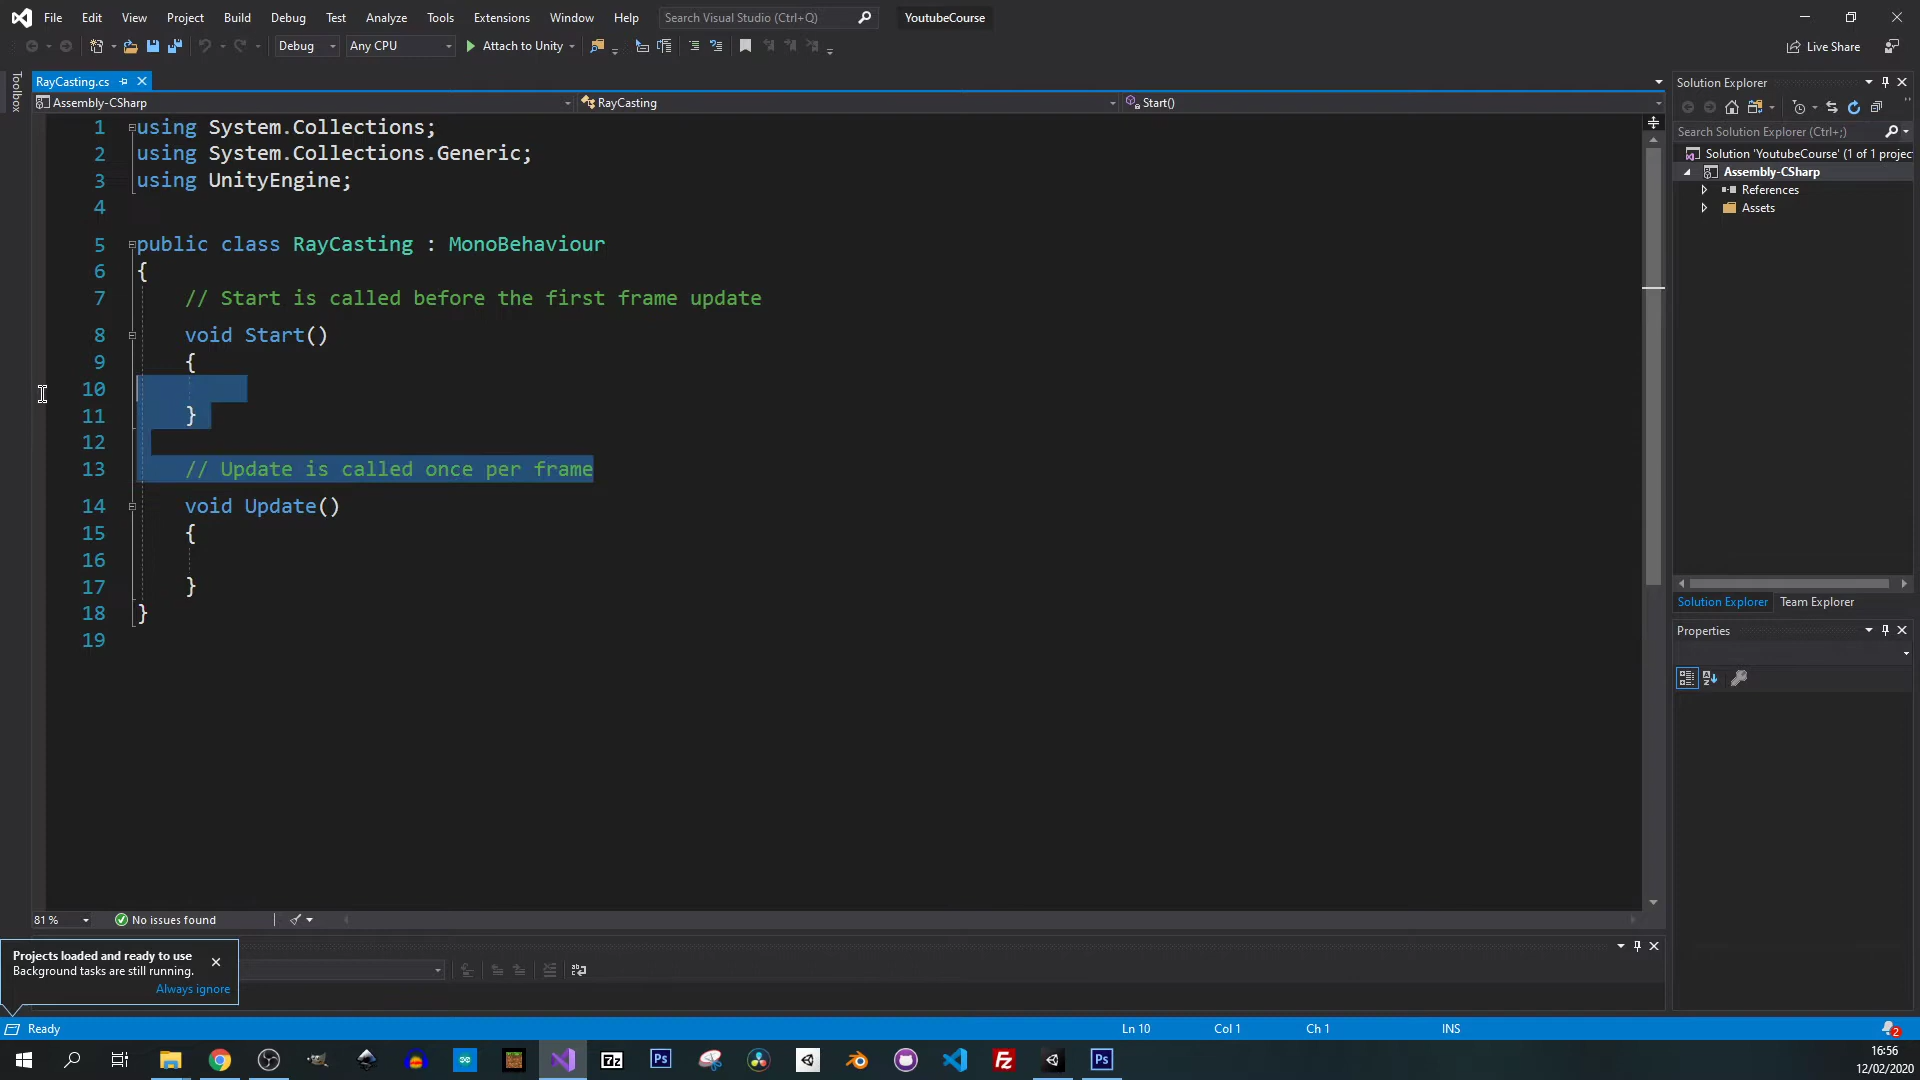 File Edit View Project Build Debug Test Analyze Tools Extensions Window Help Search Visual Studio (Ctrl+Q) YoutubeCourse
Debug Any CPU Attach to Unity Live Share
Toolbox
RayCasting.cs
Assembly-CSharp RayCasting Start()
1 using System.Collections;
2 using System.Collections.Generic;
3 using UnityEngine;
4
5 public class RayCasting : MonoBehaviour
6 {
7 // Start is called before the first frame update
8 void Start()
9 {
10
11 }
12
13 // Update is called once per frame
14 void Update()
15 {
16
17 }
18 }
19
81 % No issues found
Solution Explorer
Search Solution Explorer (Ctrl+;)
Solution 'YoutubeCourse' (1 of 1 projec
Assembly-CSharp
References
Assets
Solution Explorer Team Explorer
Properties
Projects loaded and ready to use
Background tasks are still running.
Always ignore
Ready Ln 10 Col 1 Ch 1 INS 2
7z Ps Fz Ps
16:56
12/02/2020